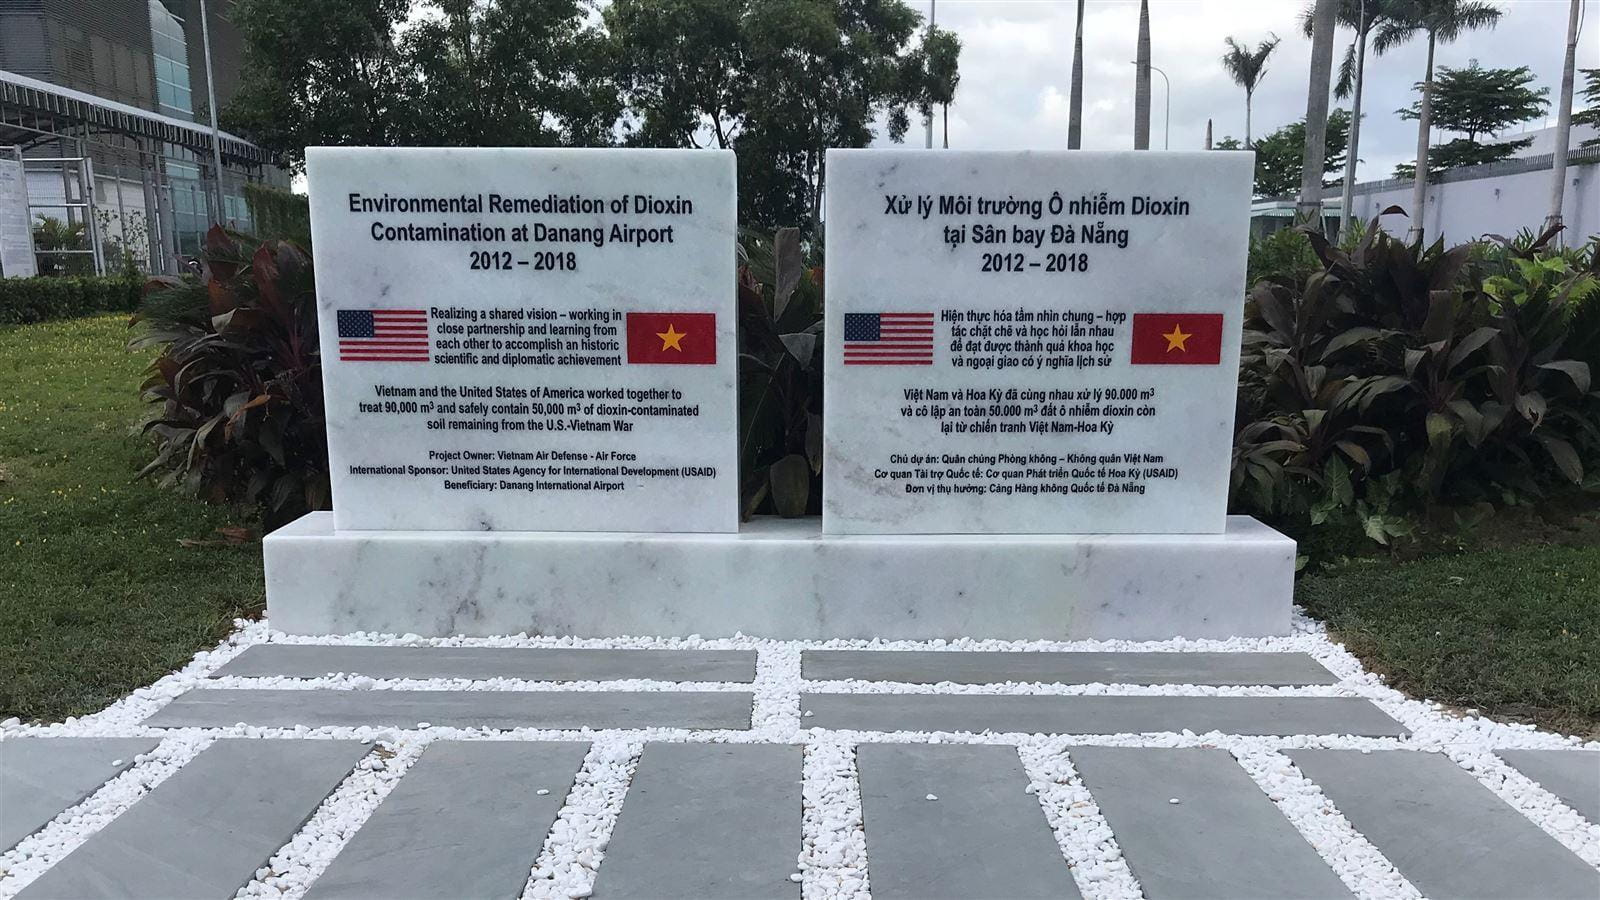 Environmental Remediation of Dioxin
Contamination at Danang Airport
2012 – 2018
Realizing a shared vision – working in
close partnership and learning from
each other to accomplish an historic
scientific and diplomatic achievement
Vietnam and the United States of America worked together to
treat 90,000 m³ and safely contain 50,000 m³ of dioxin-contaminated
soil remaining from the U.S.-Vietnam War
Project Owner: Vietnam Air Defense - Air Force
International Sponsor: United States Agency for International Development (USAID)
Beneficiary: Danang International Airport
Xử lý Môi trường Ô nhiễm Dioxin
tại Sân bay Đà Nẵng
2012 – 2018
Hiện thực hóa tầm nhìn chung – hợp
tác chặt chẽ và học hỏi lẫn nhau
để đạt được thành quả khoa học
và ngoại giao có ý nghĩa lịch sử
Việt Nam và Hoa Kỳ đã cùng nhau xử lý 90.000 m³
và cô lập an toàn 50.000 m³ đất ô nhiễm dioxin còn
lại từ chiến tranh Việt Nam-Hoa Kỳ
Chủ dự án: Quân chủng Phòng không – Không quân Việt Nam
Cơ quan Tài trợ Quốc tế: Cơ quan Phát triển Quốc tế Hoa Kỳ (USAID)
Đơn vị thụ hưởng: Cảng Hàng không Quốc tế Đà Nẵng